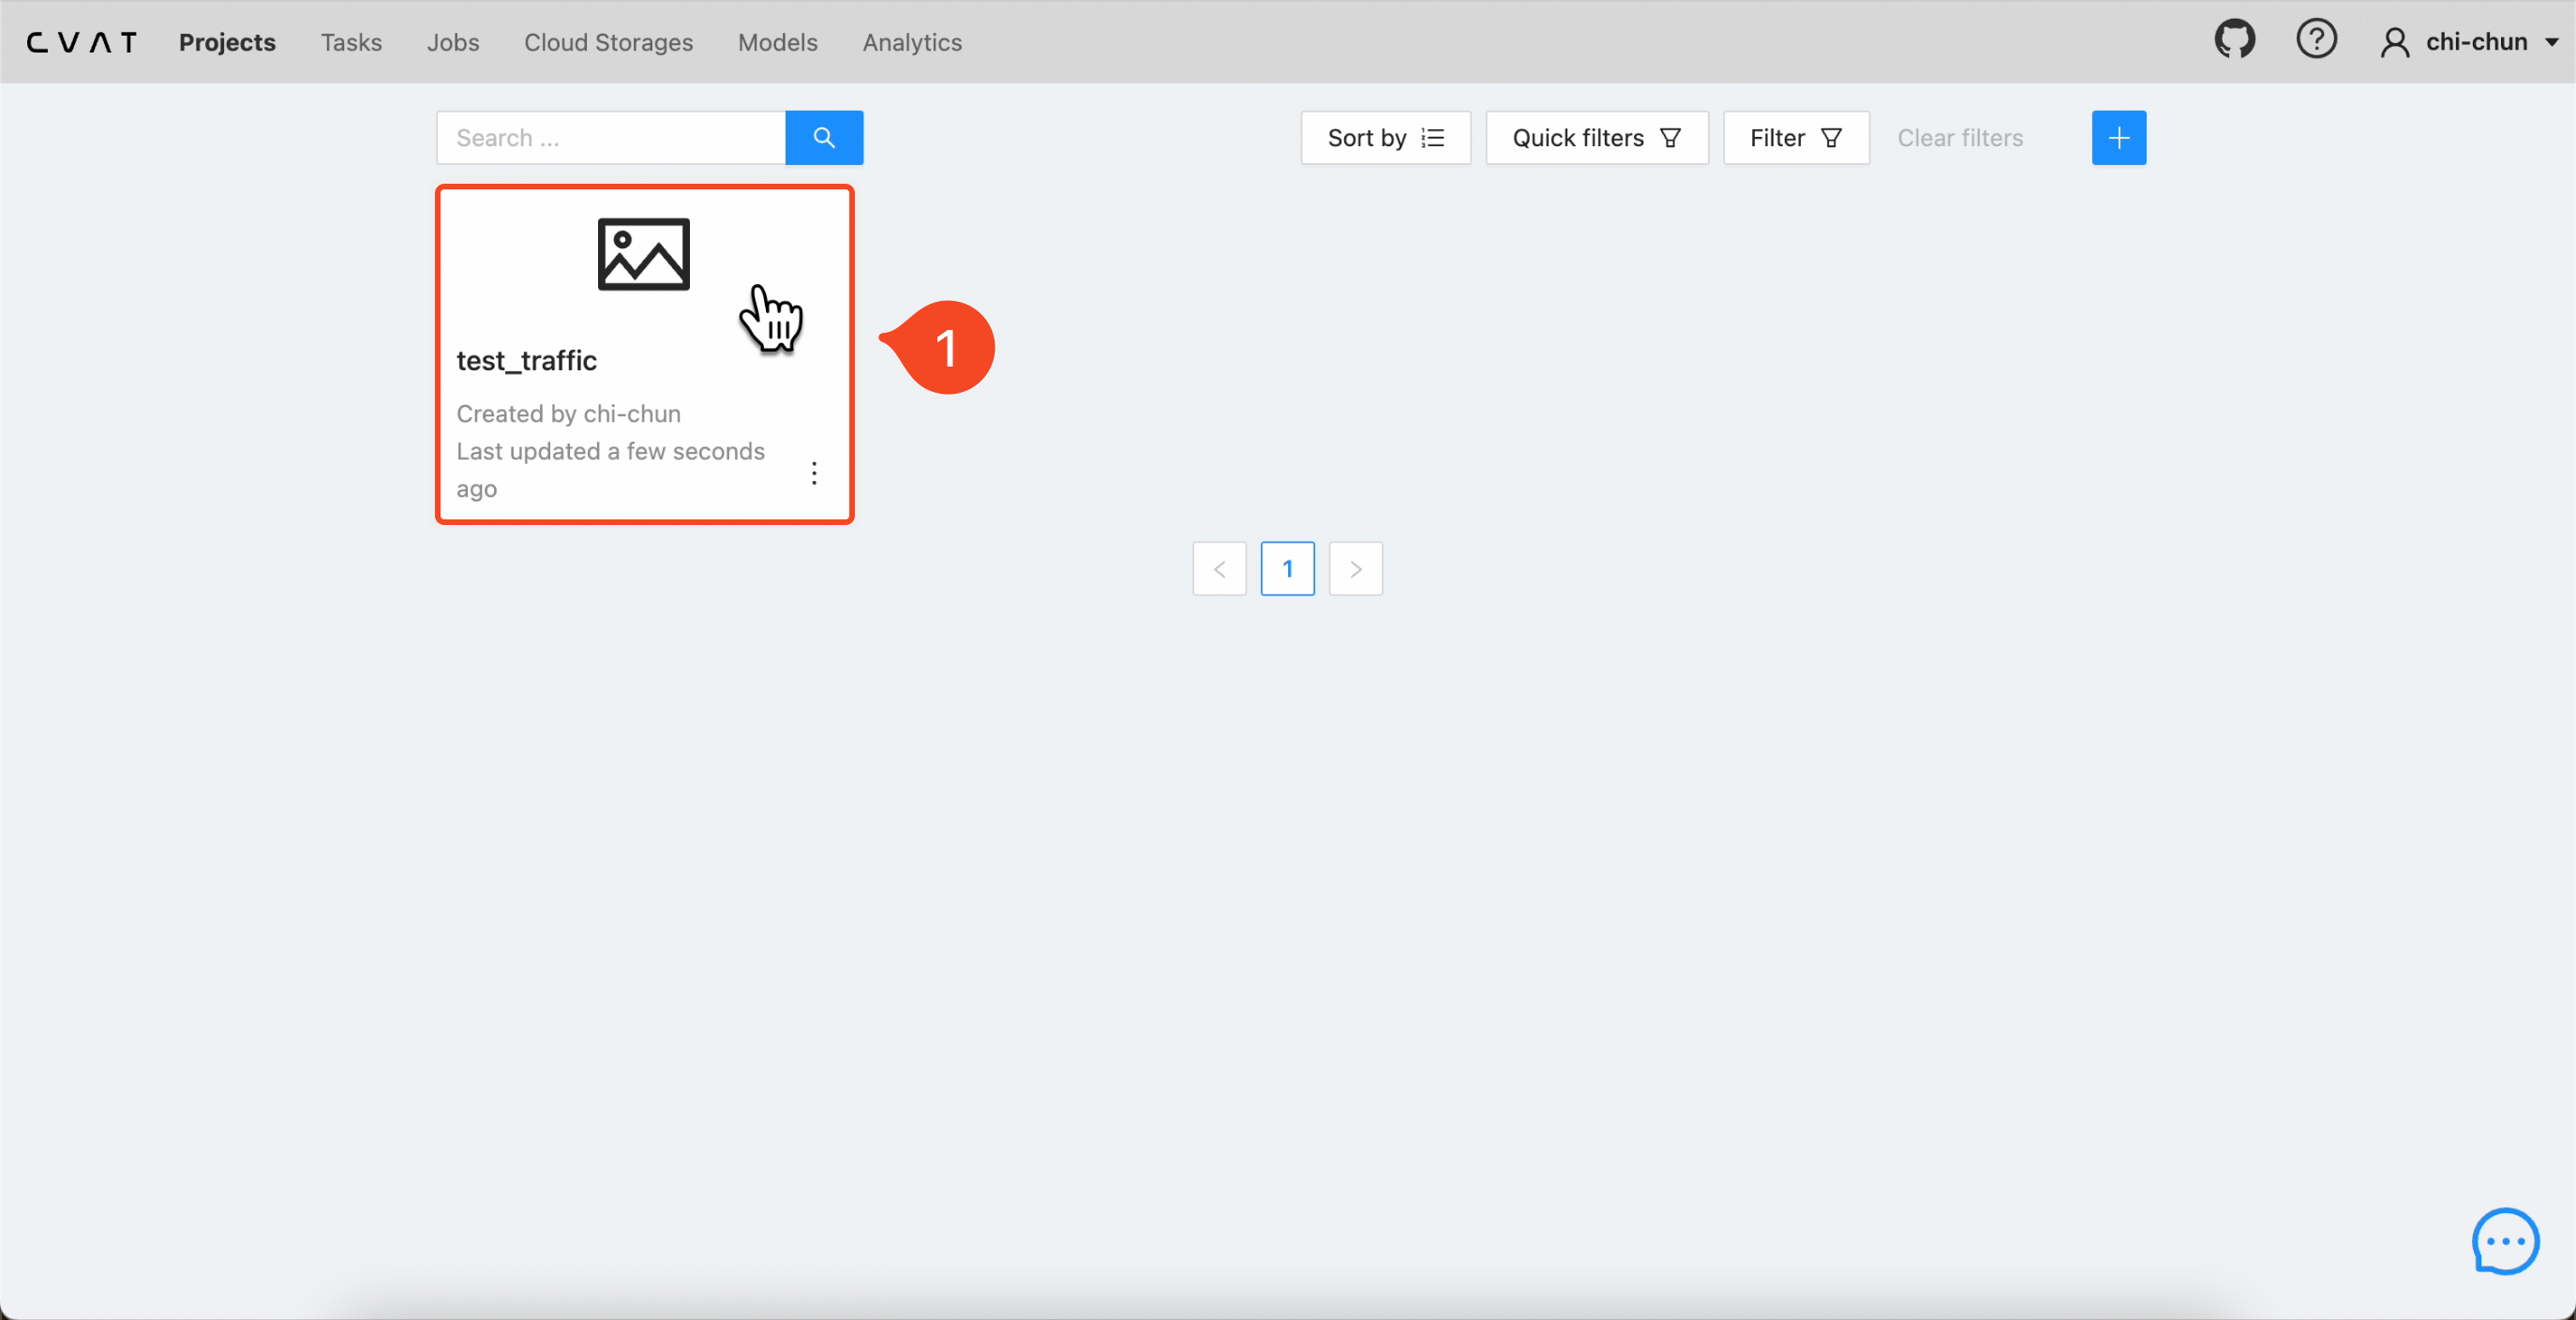 CVAT Projects Tasks Jobs Cloud Storages Models Analytics chi-chun
Search ... Sort by Quick filters Filter Clear filters
test_traffic
1
Created by chi-chun
Last updated a few seconds
ago
1